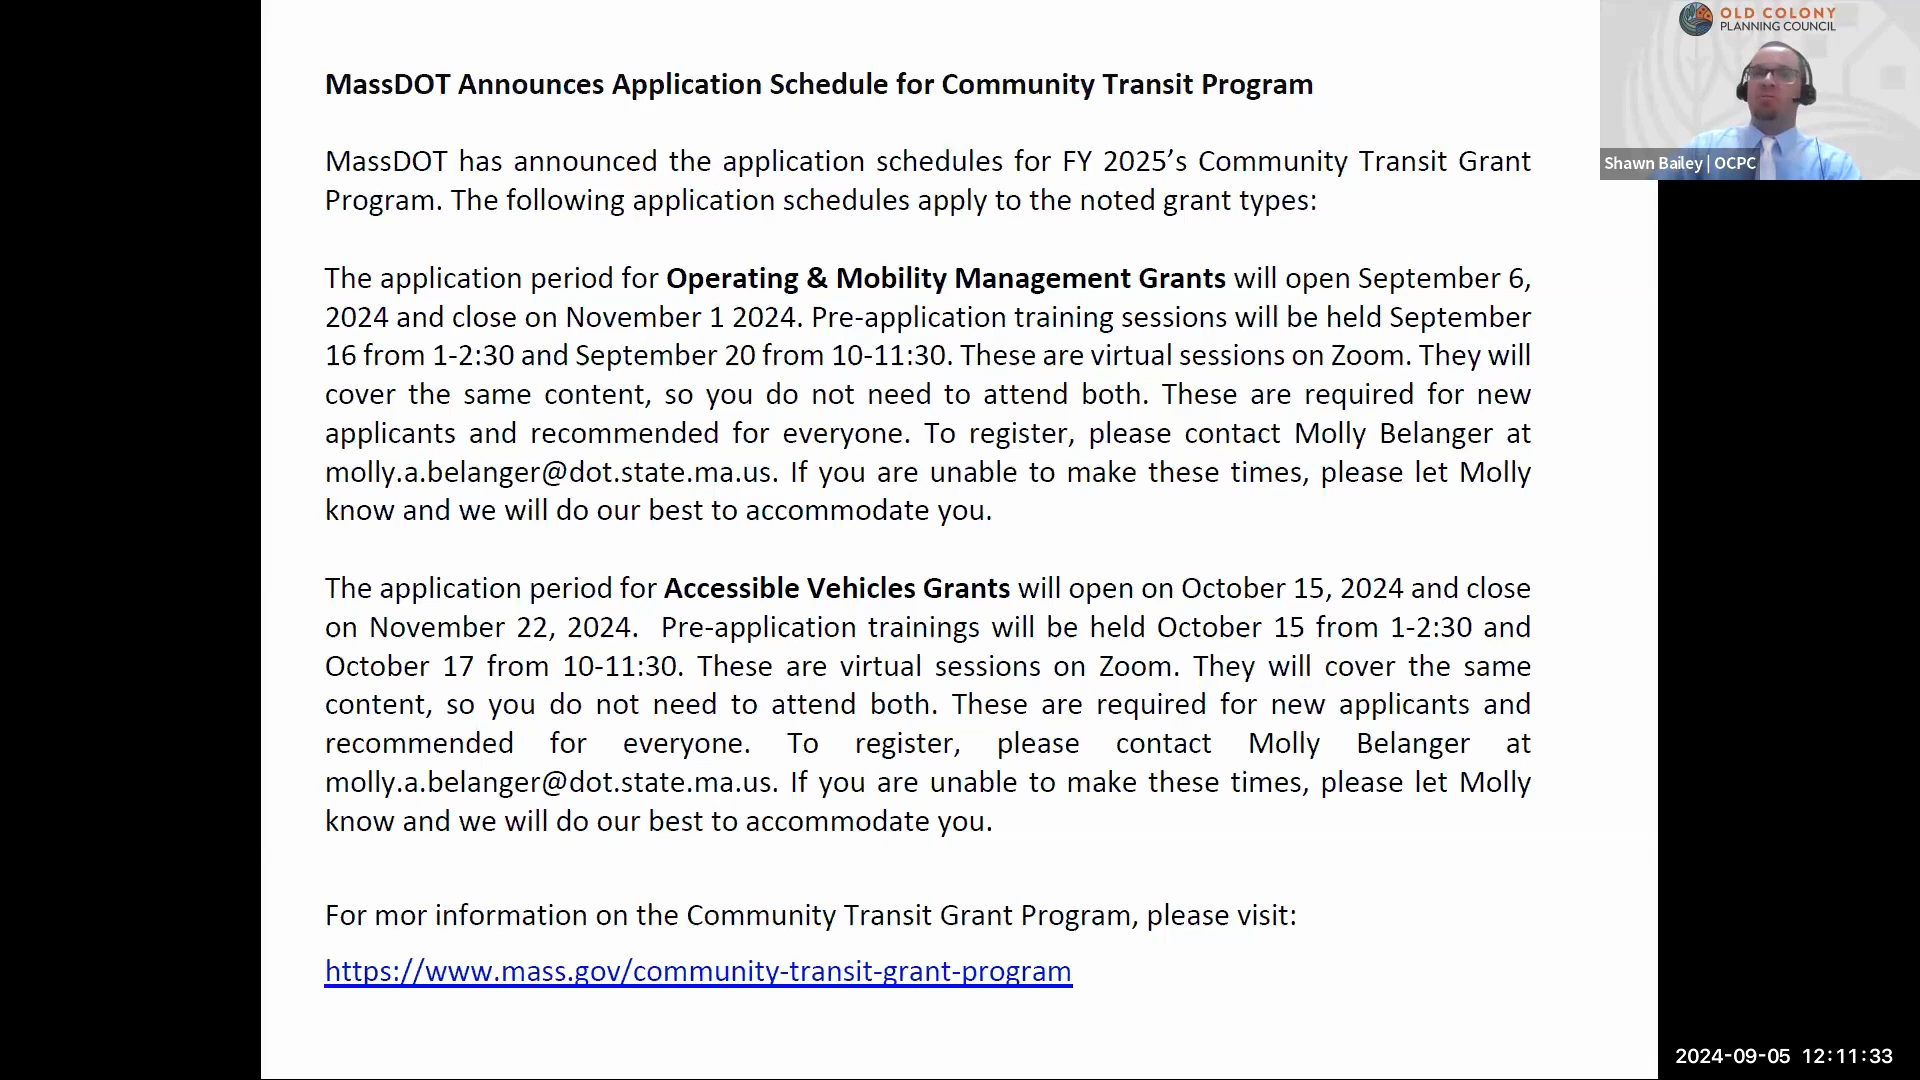 OLD COLONY
PLANNING COUNCIL
Shawn Bailey | OCPC
MassDOT Announces Application Schedule for Community Transit Program
MassDOT has announced the application schedules for FY 2025’s Community Transit Grant
Program. The following application schedules apply to the noted grant types:
The application period for Operating & Mobility Management Grants will open September 6,
2024 and close on November 1 2024. Pre-application training sessions will be held September
16 from 1-2:30 and September 20 from 10-11:30. These are virtual sessions on Zoom. They will
cover the same content, so you do not need to attend both. These are required for new
applicants and recommended for everyone. To register, please contact Molly Belanger at
molly.a.belanger@dot.state.ma.us. If you are unable to make these times, please let Molly
know and we will do our best to accommodate you.
The application period for Accessible Vehicles Grants will open on October 15, 2024 and close
on November 22, 2024. Pre-application trainings will be held October 15 from 1-2:30 and
October 17 from 10-11:30. These are virtual sessions on Zoom. They will cover the same
content, so you do not need to attend both. These are required for new applicants and
recommended for everyone. To register, please contact Molly Belanger at
molly.a.belanger@dot.state.ma.us. If you are unable to make these times, please let Molly
know and we will do our best to accommodate you.
For mor information on the Community Transit Grant Program, please visit:
https://www.mass.gov/community-transit-grant-program
2024-09-05 12:11:33